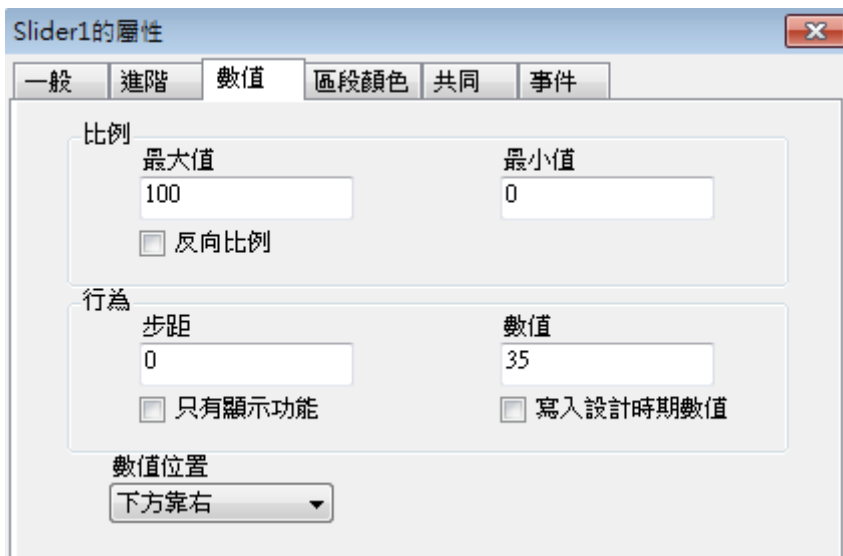 Slider1的屬性
一般 進階 數值 區段顏色 共同 事件
比例
最大值 最小值
100 0
反向比例
行為
步距 數值
0 35
只有顯示功能 寫入設計時期數值
數值位置
下方靠右